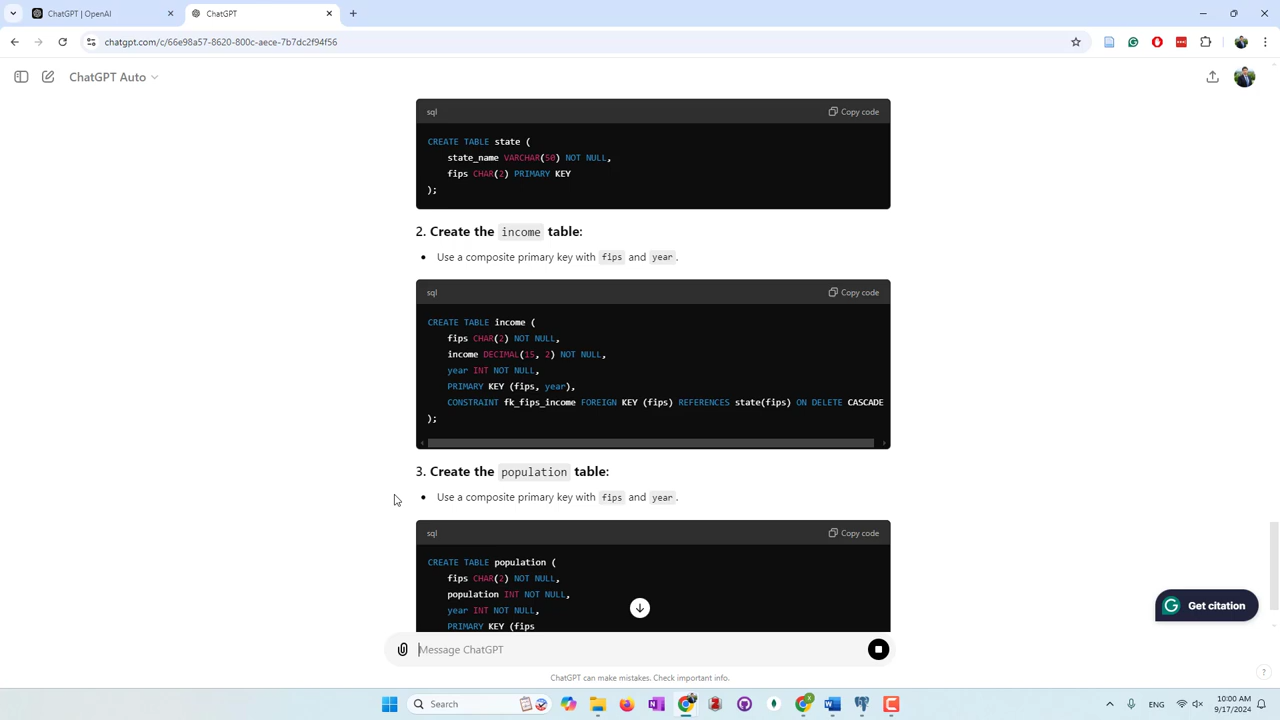 ChatGPT | OpenAI
ChatGPT
chatgpt.com/c/66e98a57-8620-800c-aece-7b7dc2f94f56
ChatGPT Auto
sql
Copy code
CREATE TABLE state (
state_name VARCHAR(50) NOT NULL,
fips CHAR(2) PRIMARY KEY
);
2. Create the income table:
• Use a composite primary key with fips and year.
sql
Copy code
CREATE TABLE income (
fips CHAR(2) NOT NULL,
income DECIMAL(15, 2) NOT NULL,
year INT NOT NULL,
PRIMARY KEY (fips, year),
CONSTRAINT fk_fips_income FOREIGN KEY (fips) REFERENCES state(fips) ON DELETE CASCADE
);
3. Create the population table:
• Use a composite primary key with fips and year.
sql
Copy code
CREATE TABLE population (
fips CHAR(2) NOT NULL,
population INT NOT NULL,
year INT NOT NULL,
PRIMARY KEY (fips
Get citation
Message ChatGPT
ChatGPT can make mistakes. Check important info.
?
Search
ENG
10:00 AM
9/17/2024